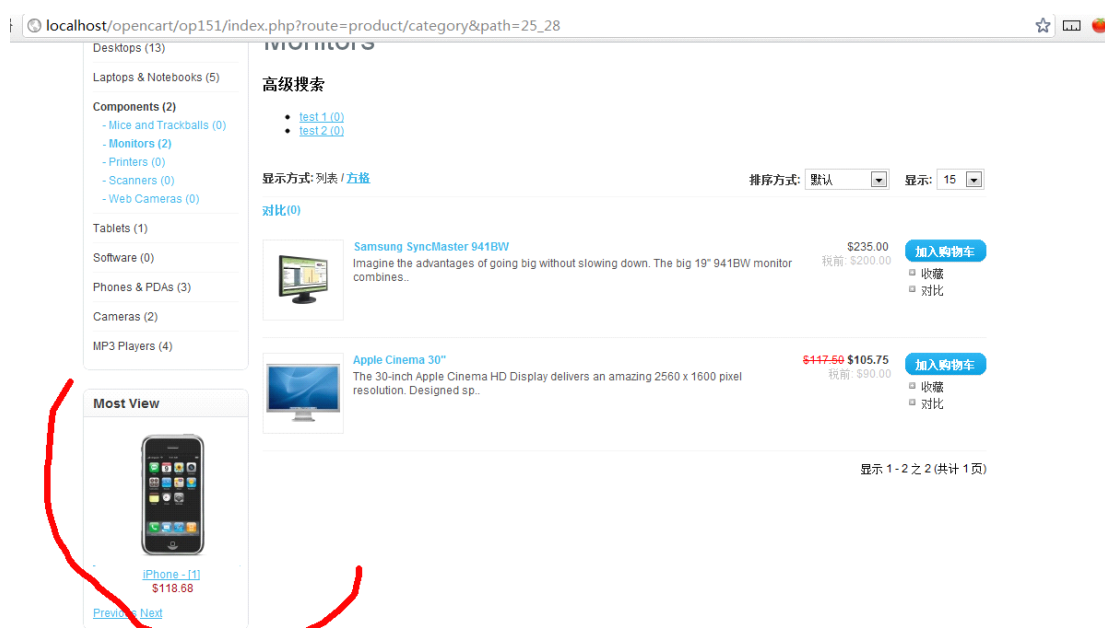 localhost/opencart/op151/index.php?route=product/category&path=25_28
Desktops (13)
Laptops & Notebooks (5)
Components (2)
- Mice and Trackballs (0)
- Monitors (2)
- Printers (0)
- Scanners (0)
- Web Cameras (0)
Tablets (1)
Software (0)
Phones & PDAs (3)
Cameras (2)
MP3 Players (4)
Most View
iPhone - [1]
$118.68
Previous Next
Monitors
高级搜索
test 1 (0)
test 2 (0)
显示方式: 列表 / 方格
排序方式: 默认
显示: 15
对比(0)
Samsung SyncMaster 941BW
Imagine the advantages of going big without slowing down. The big 19" 941BW monitor
combines..
$235.00
税前: $200.00
加入购物车
收藏
对比
Apple Cinema 30"
The 30-inch Apple Cinema HD Display delivers an amazing 2560 x 1600 pixel
resolution. Designed sp..
$117.50 $105.75
税前: $90.00
加入购物车
收藏
对比
显示 1 - 2 之 2 (共计 1 页)